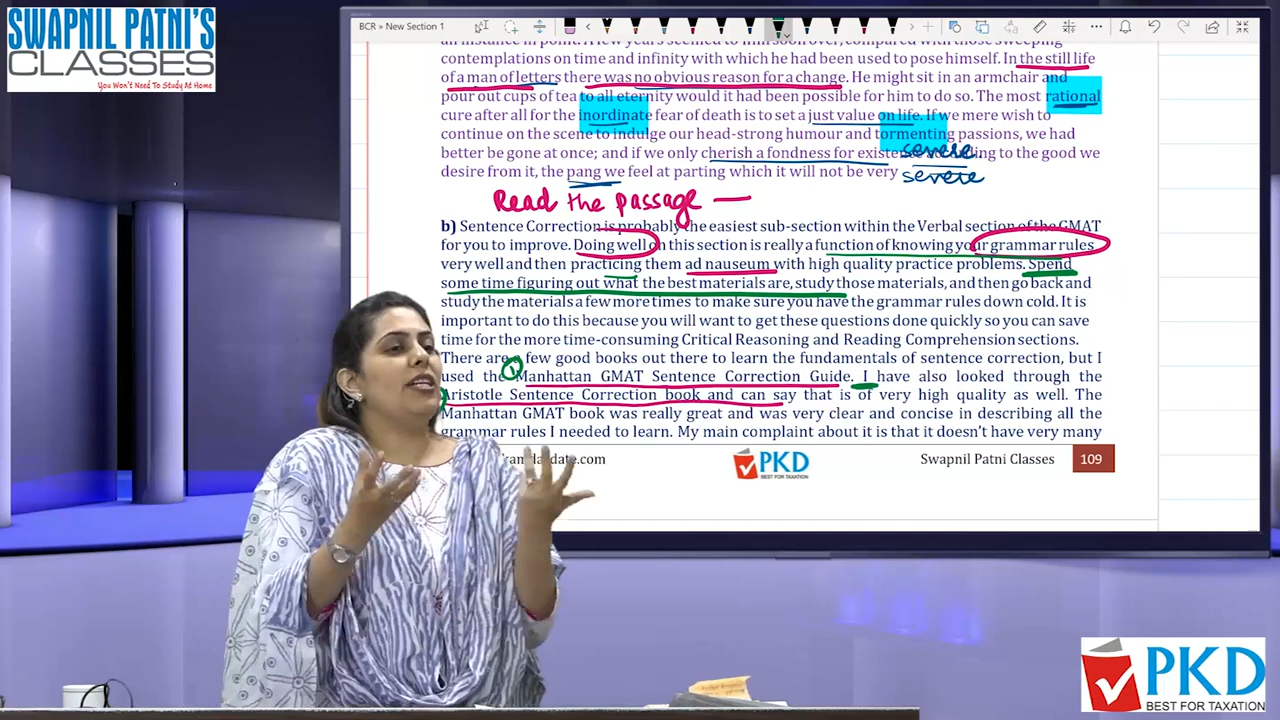 SWAPNIL PATNI'S
CLASSES
You Won't Need To Study At Home
BCR » New Section 1
an instance in point. A few years seemed to him soon over, compared with those sweeping
contemplations on time and infinity with which he had been used to pose himself. In the still life
of a man of letters there was no obvious reason for a change. He might sit in an armchair and
pour out cups of tea to all eternity would it had been possible for him to do so. The most rational
cure after all for the inordinate fear of death is to set a just value on life. If we mere wish to
continue on the scene to indulge our head-strong humour and tormenting passions, we had
better be gone at once; and if we only cherish a fondness for existence according to the good we
severe
desire from it, the pang we feel at parting which it will not be very severe
Read the passage —
b) Sentence Correction is probably the easiest sub-section within the Verbal section of the GMAT
for you to improve. Doing well on this section is really a function of knowing your grammar rules
very well and then practicing them ad nauseum with high quality practice problems. Spend
some time figuring out what the best materials are, study those materials, and then go back and
study the materials a few more times to make sure you have the grammar rules down cold. It is
important to do this because you will want to get these questions done quickly so you can save
time for the more time-consuming Critical Reasoning and Reading Comprehension sections.
There are a few good books out there to learn the fundamentals of sentence correction, but I
used the Manhattan GMAT Sentence Correction Guide. I have also looked through the
1
Aristotle Sentence Correction book and can say that is of very high quality as well. The
Manhattan GMAT book was really great and was very clear and concise in describing all the
grammar rules I needed to learn. My main complaint about it is that it doesn't have very many
PKD
BEST FOR TAXATION
Swapnil Patni Classes 109
PKD
BEST FOR TAXATION